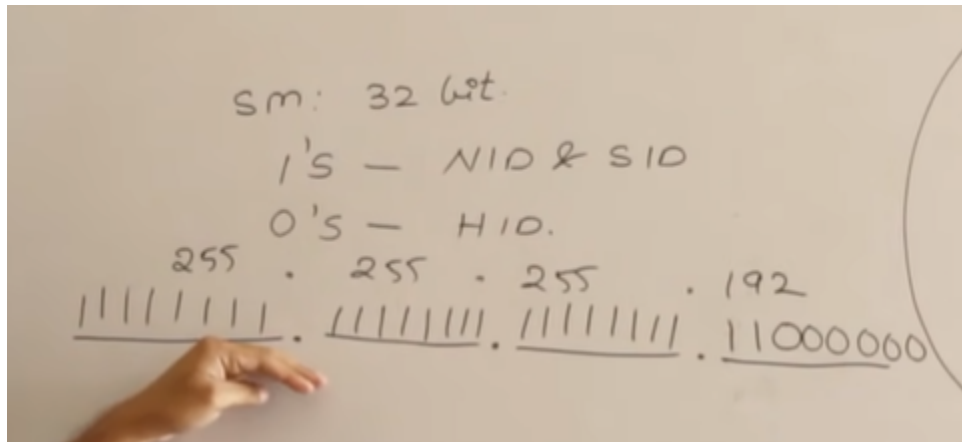 SM: 32 bit.
1's — NID & SID
0's — HID.
255 . 255 . 255 . 192
11111111 . 11111111 . 11111111 . 11000000